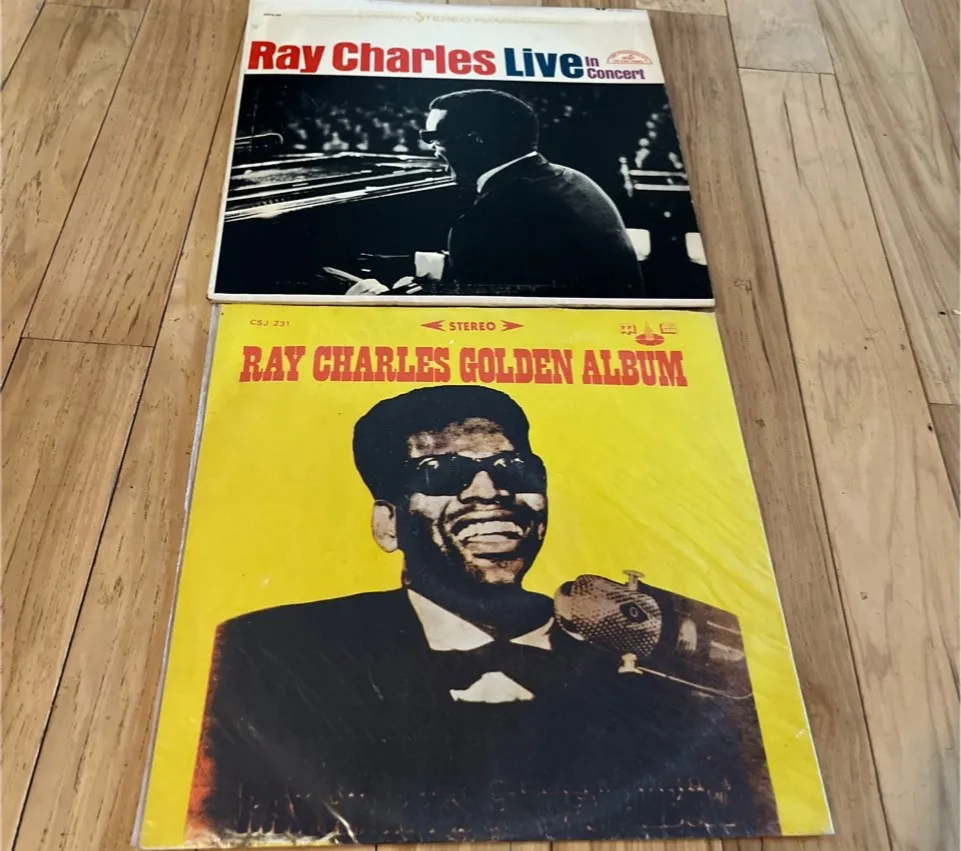 STEREO
Ray Charles Live In Concert
CSJ 231
STEREO
RAY CHARLES GOLDEN ALBUM